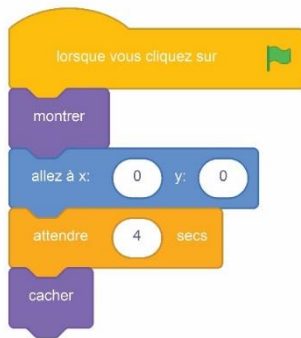 lorsque vous cliquez sur
montrer
allez à x: 0 y: 0
attendre 4 secs
cacher